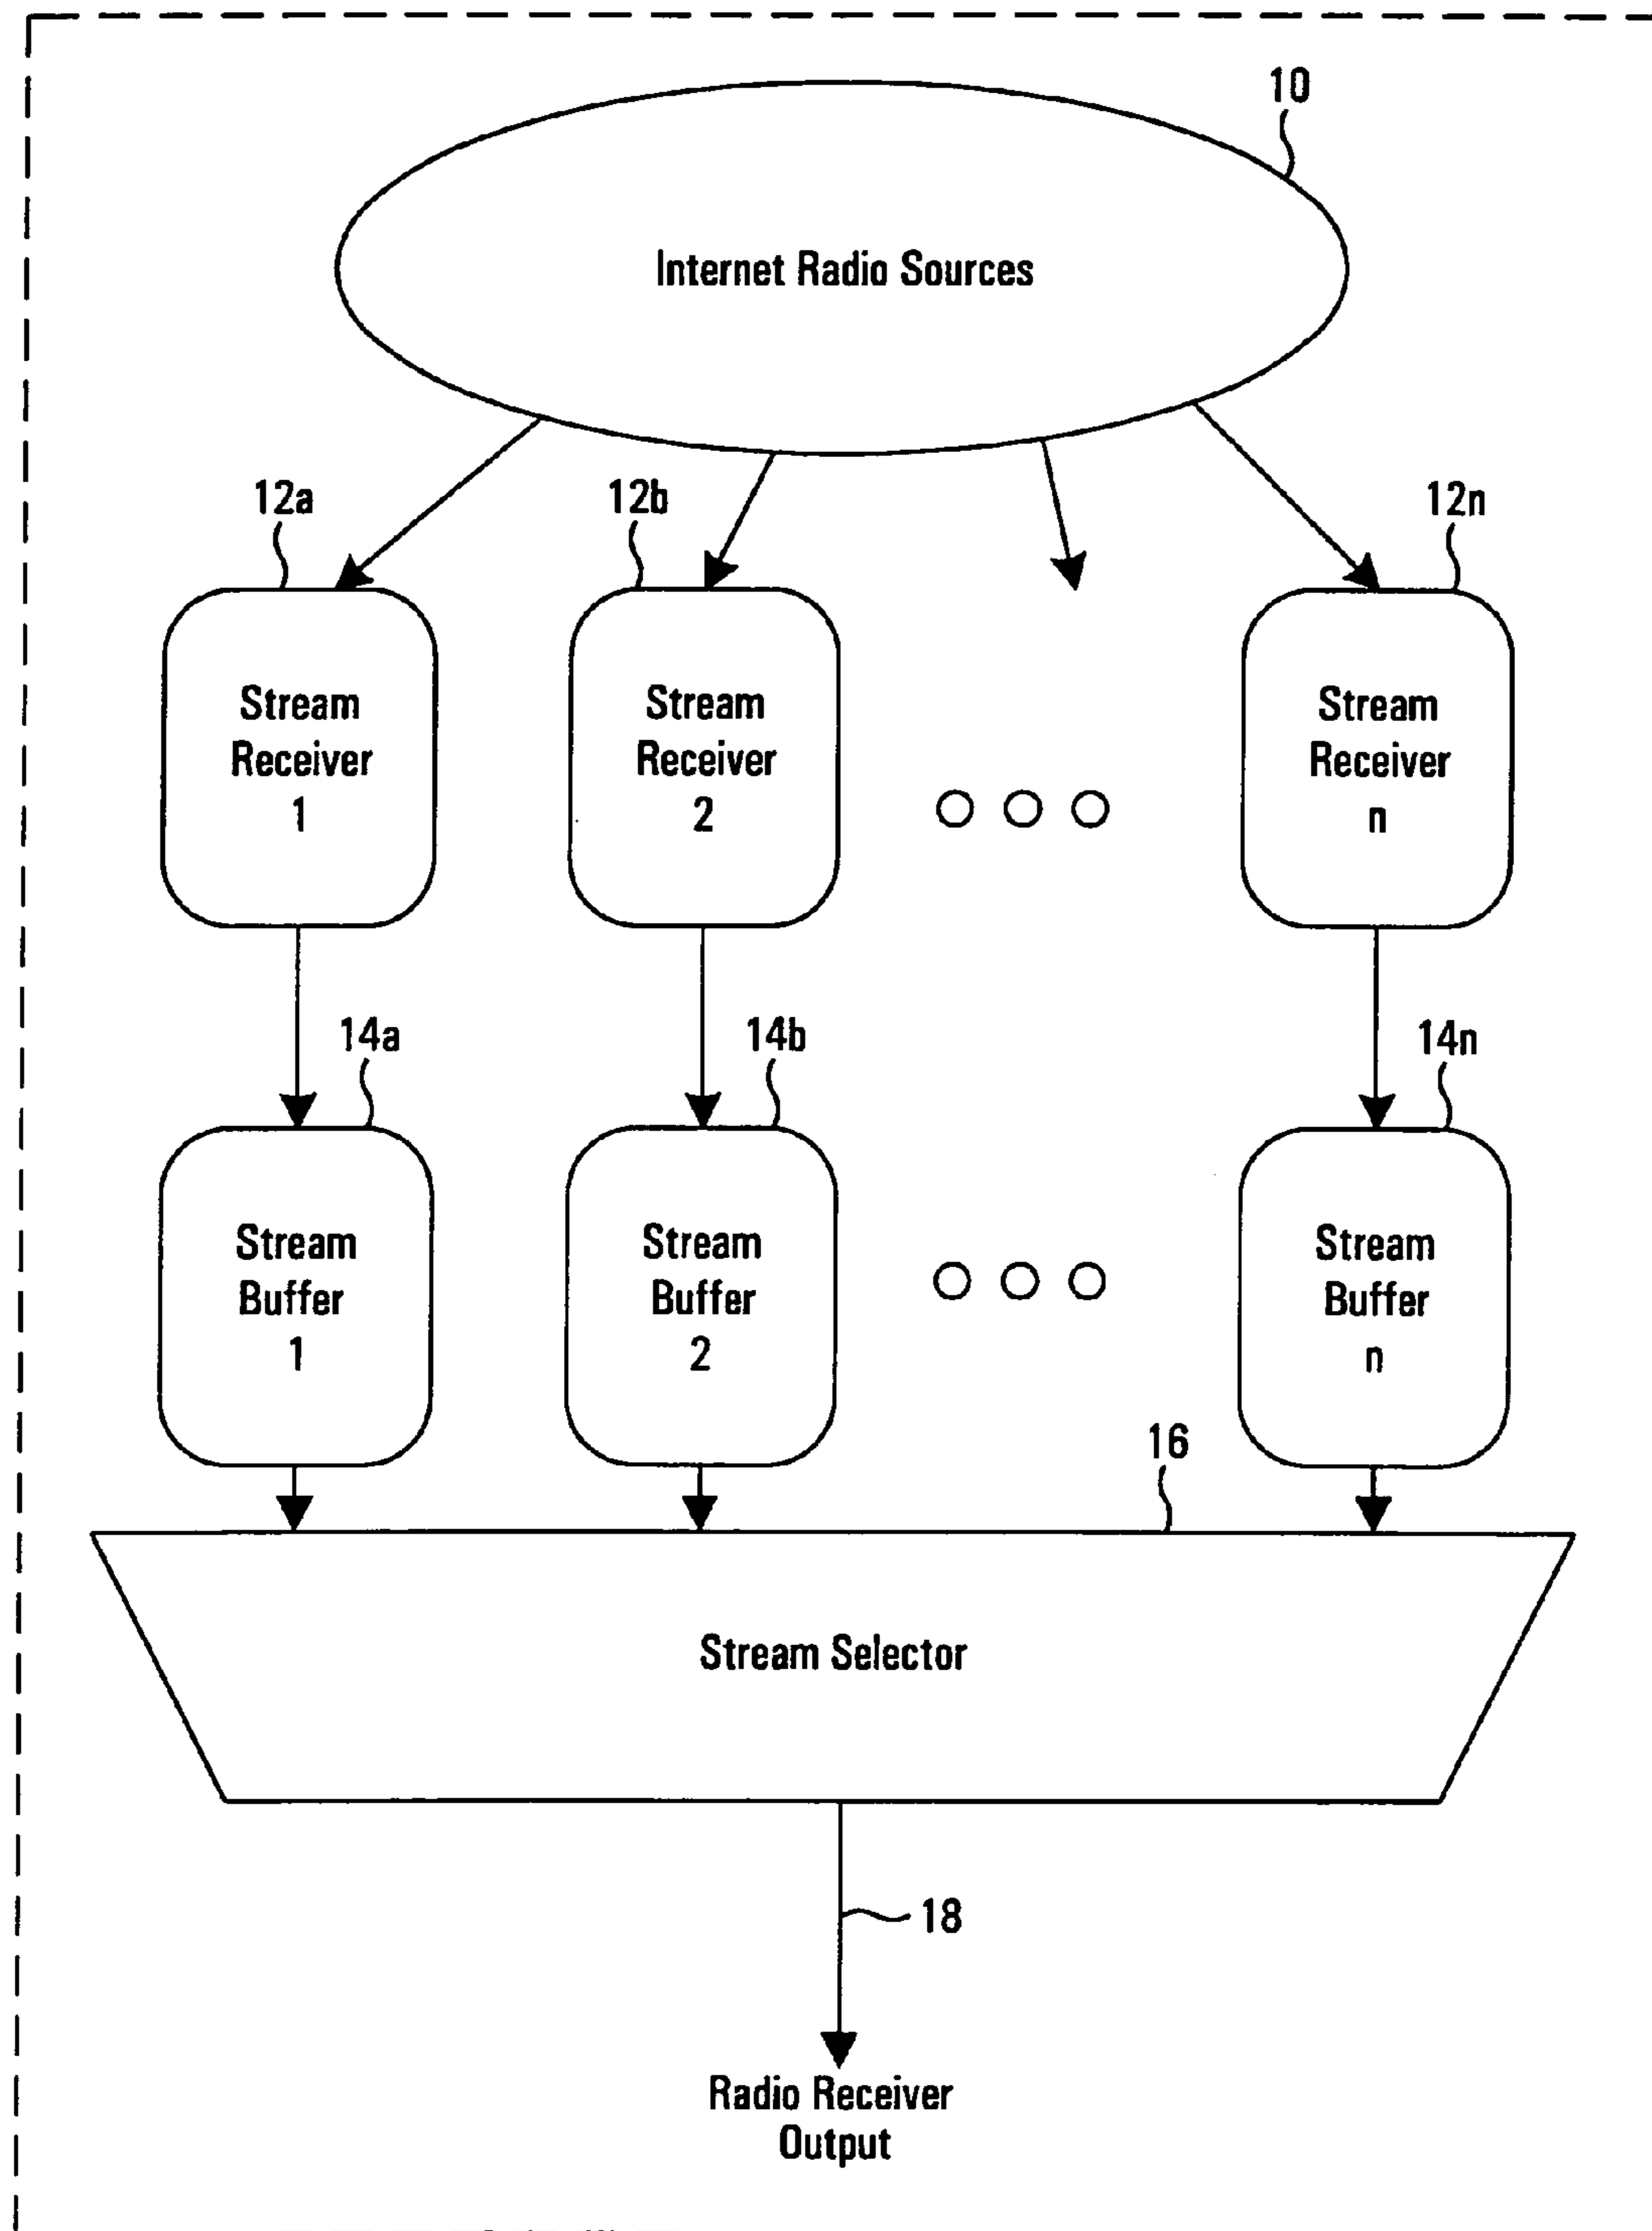 10
Internet Radio Sources
12a
12b
12n
Stream
Receiver
1
Stream
Receiver
2
Stream
Receiver
n
14a
14b
14n
Stream
Buffer
1
Stream
Buffer
2
Stream
Buffer
n
16
Stream Selector
18
Radio Receiver
Output